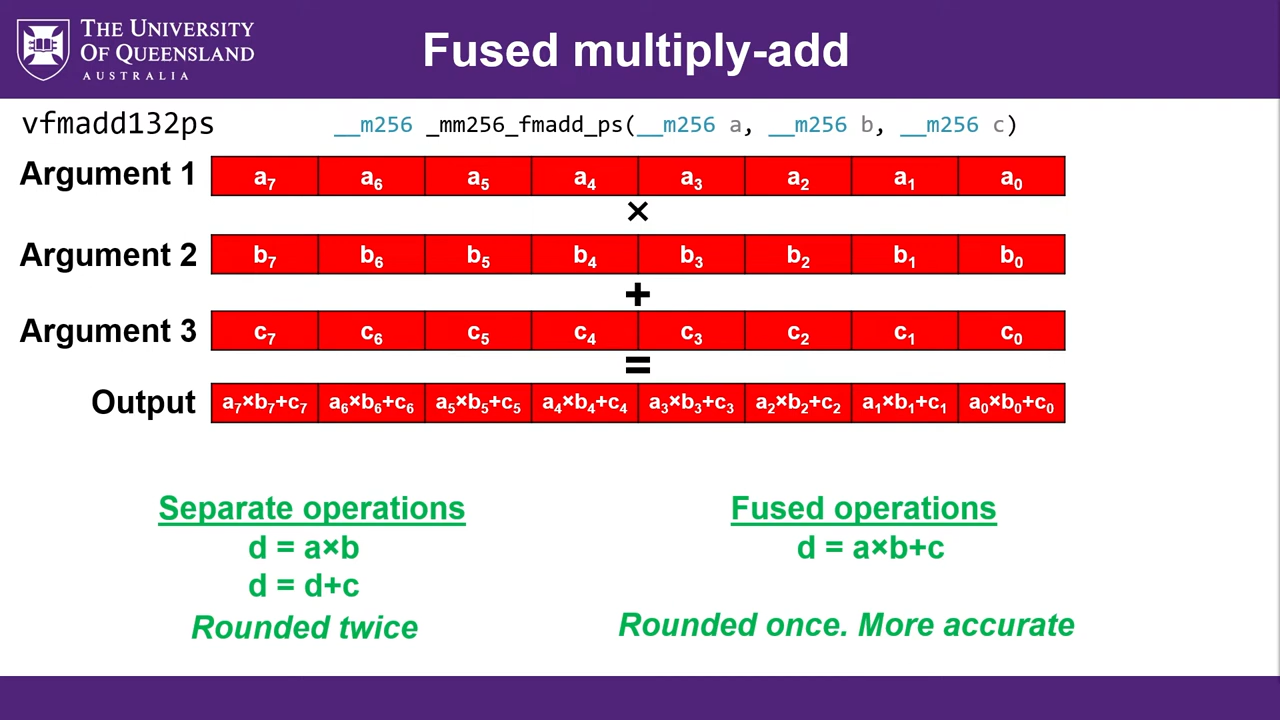 THE UNIVERSITY
OF QUEENSLAND
AUSTRALIA
Fused multiply-add
vfmadd132ps
__m256 _mm256_fmadd_ps(__m256 a, __m256 b, __m256 c)
Argument 1 a₇ a₆ a₅ a₄ a₃ a₂ a₁ a₀
×
Argument 2 b₇ b₆ b₅ b₄ b₃ b₂ b₁ b₀
+
Argument 3 c₇ c₆ c₅ c₄ c₃ c₂ c₁ c₀
=
Output a₇×b₇+c₇ a₆×b₆+c₆ a₅×b₅+c₅ a₄×b₄+c₄ a₃×b₃+c₃ a₂×b₂+c₂ a₁×b₁+c₁ a₀×b₀+c₀
Separate operations
d = a×b
d = d+c
Rounded twice
Fused operations
d = a×b+c
Rounded once. More accurate